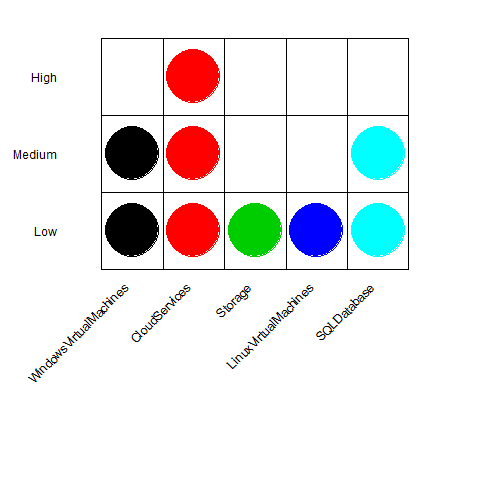 High
Medium
Low
WindowsVirtualMachines
CloudServices
Storage
LinuxVirtualMachines
SQLDatabase